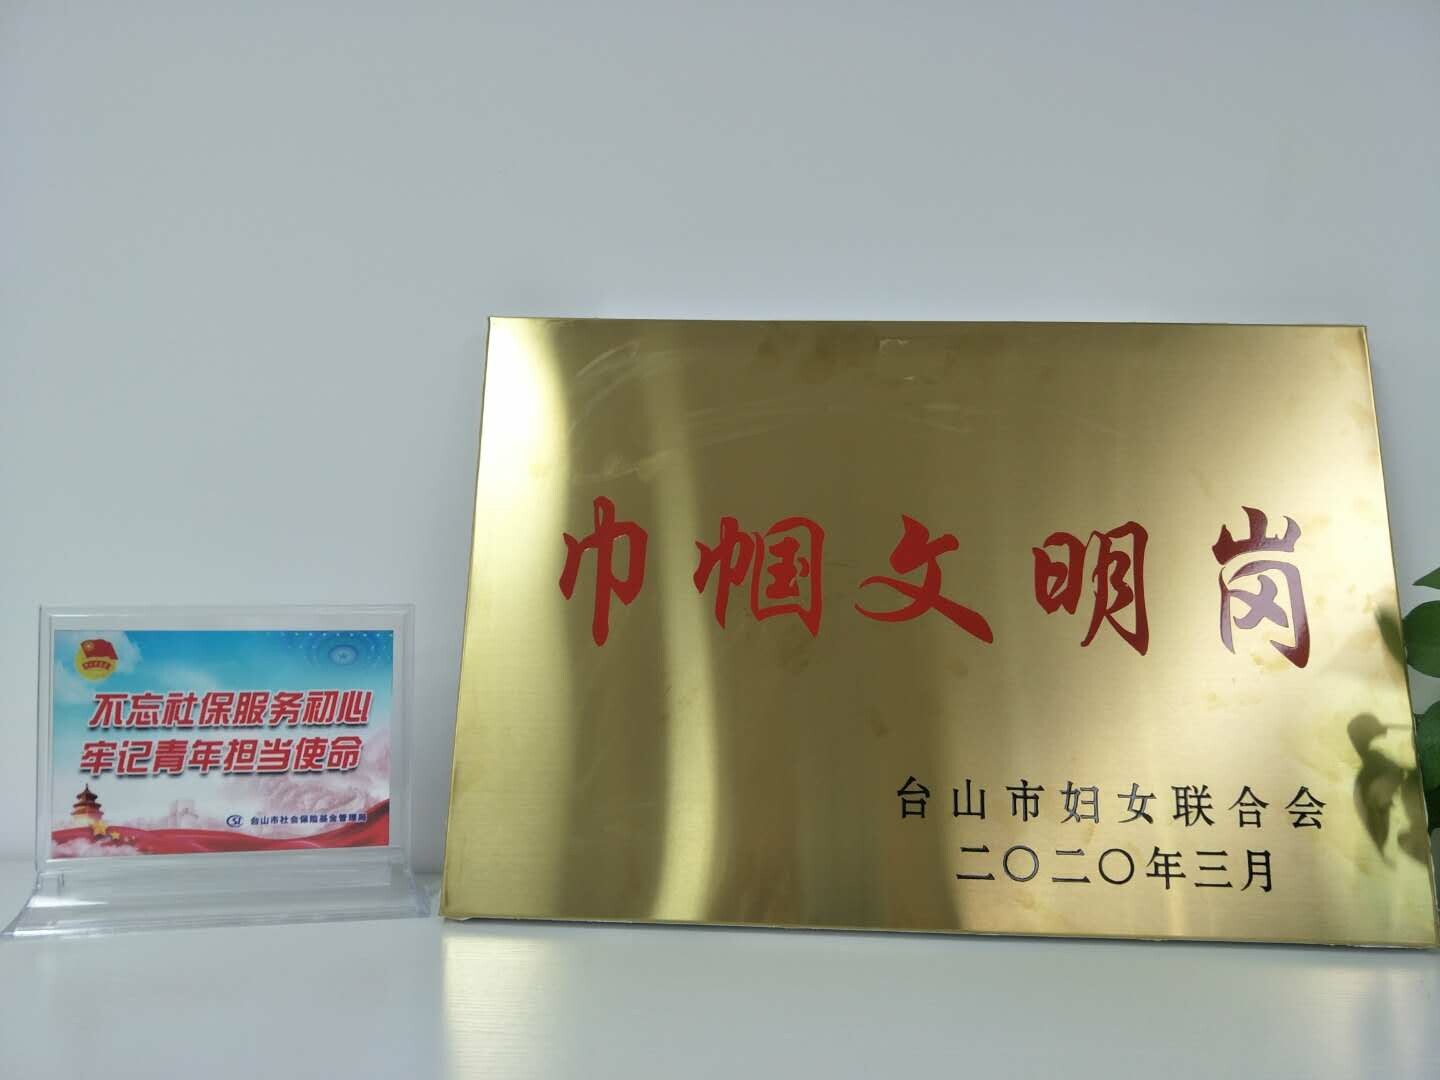 巾帼文明岗
台山市妇女联合会
二〇二〇年三月
不忘社保服务初心
牢记青年担当使命
台山市社会保险基金管理局